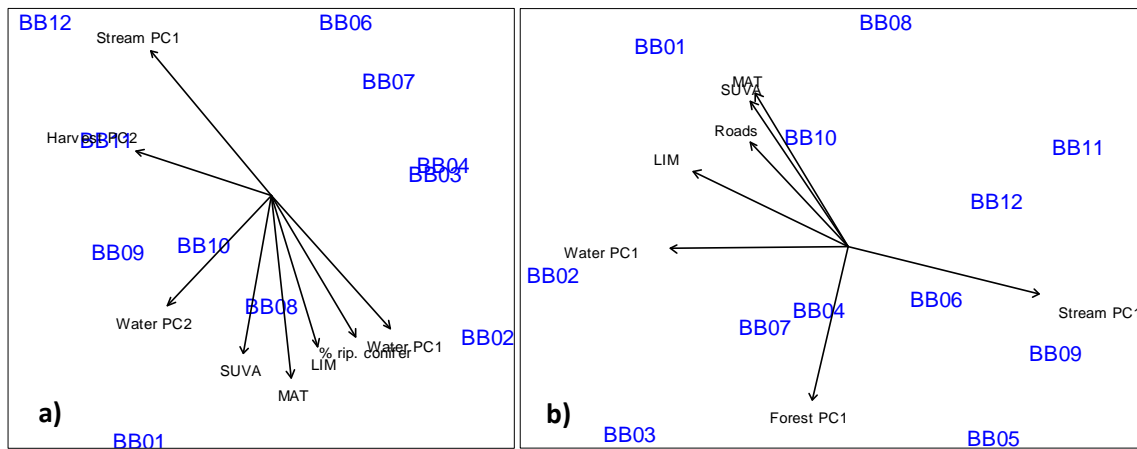 BB12
BB06
Stream PC1
BB07
Harvest PC2
BB11
BB04
BB03
BB10
BB09
BB08
Water PC2
BB02
Water PC1
% rip. conifer
LIM
SUVA
MAT
a)
BB01
BB08
BB01
MAT
SUVA
Roads
BB10
BB11
LIM
BB12
Water PC1
BB02
BB06
BB04
Stream PC1
BB07
BB09
Forest PC1
b)
BB03
BB05